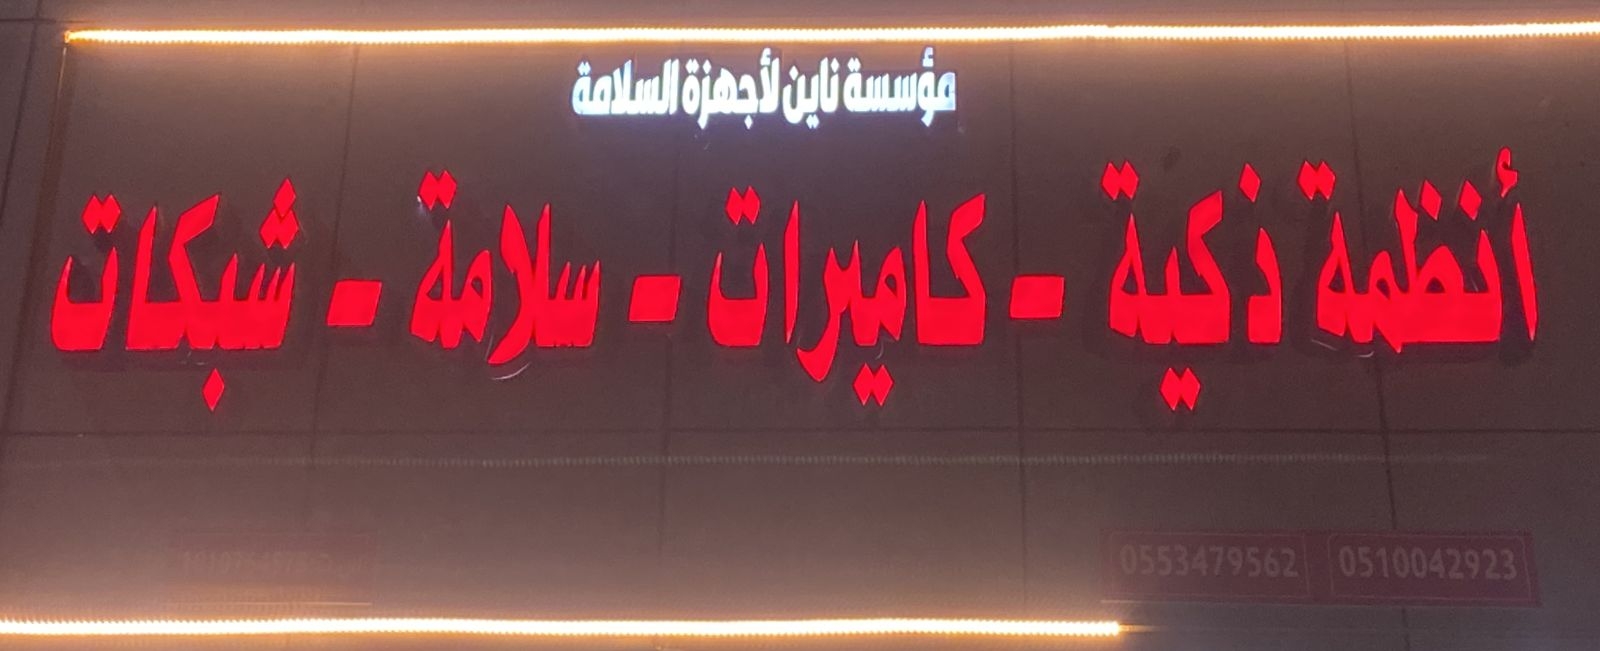 مؤسسة ناين لأجهزة السلامة
أنظمة ذكية - كاميرات - سلامة - شبكات
0553479562 0510042923